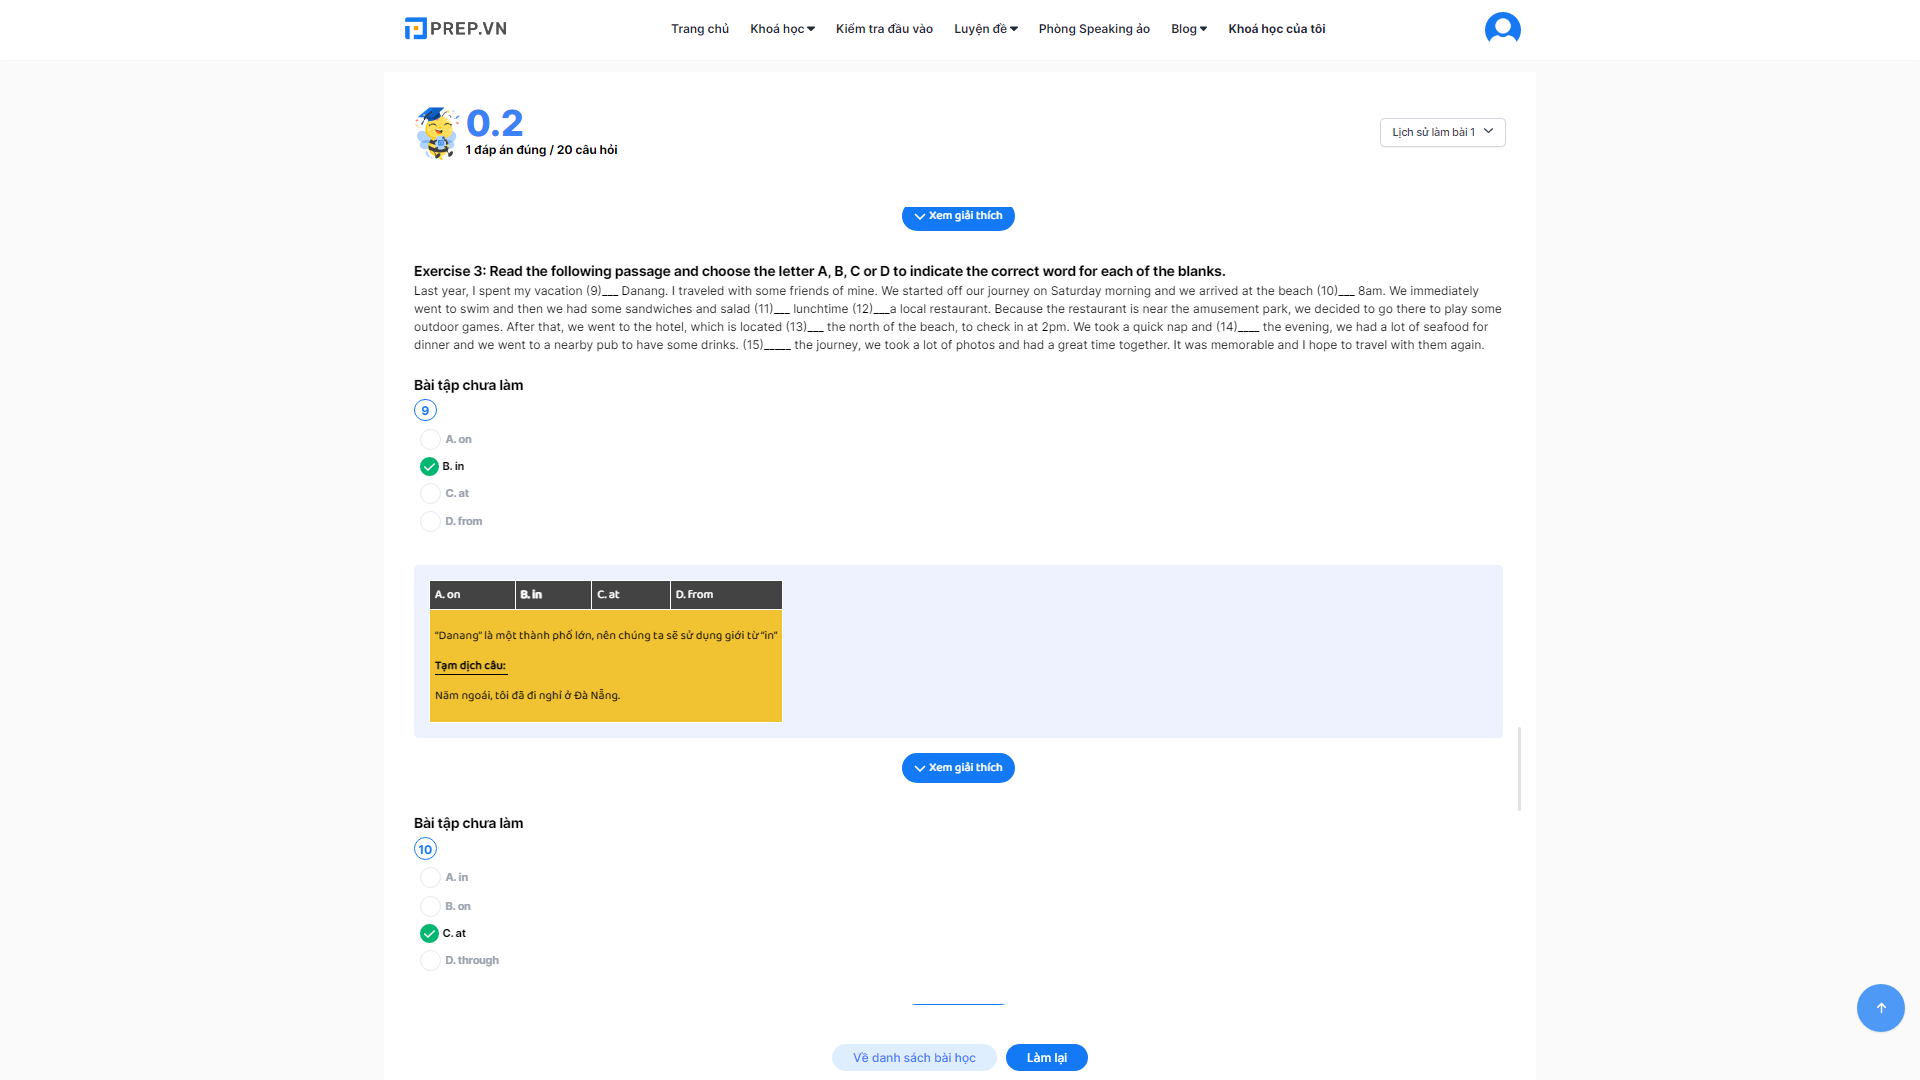 PREP.VN
Trang chủ Khoá học Kiểm tra đầu vào Luyện đề Phòng Speaking ảo Blog Khoá học của tôi
0.2
1 đáp án đúng / 20 câu hỏi
Lịch sử làm bài 1
Xem giải thích
Exercise 3: Read the following passage and choose the letter A, B, C or D to indicate the correct word for each of the blanks.
Last year, I spent my vacation (9)___ Danang. I traveled with some friends of mine. We started off our journey on Saturday morning and we arrived at the beach (10)___ 8am. We immediately
went to swim and then we had some sandwiches and salad (11)___ lunchtime (12)___a local restaurant. Because the restaurant is near the amusement park, we decided to go there to play some
outdoor games. After that, we went to the hotel, which is located (13)___ the north of the beach, to check in at 2pm. We took a quick nap and (14)____ the evening, we had a lot of seafood for
dinner and we went to a nearby pub to have some drinks. (15)_____ the journey, we took a lot of photos and had a great time together. It was memorable and I hope to travel with them again.
Bài tập chưa làm
9
A. on
B. in
C. at
D. from
A. on B. in C. at D. From
"Danang" là một thành phố lớn, nên chúng ta sẽ sử dụng giới từ "in"
Tạm dịch câu:
Năm ngoái, tôi đã đi nghỉ ở Đà Nẵng.
Xem giải thích
Bài tập chưa làm
10
A. in
B. on
C. at
D. through
Về danh sách bài học Làm lại